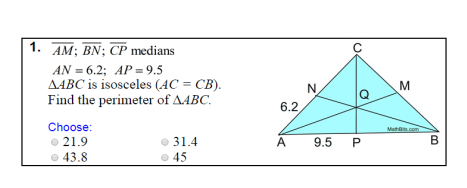 1. AM; BN; CP medians
AN = 6.2; AP = 9.5
ΔABC is isosceles (AC = CB).
Find the perimeter of ΔABC.
Choose:
21.9
31.4
43.8
45
C
N
M
Q
6.2
MathBits.com
A
9.5
P
B